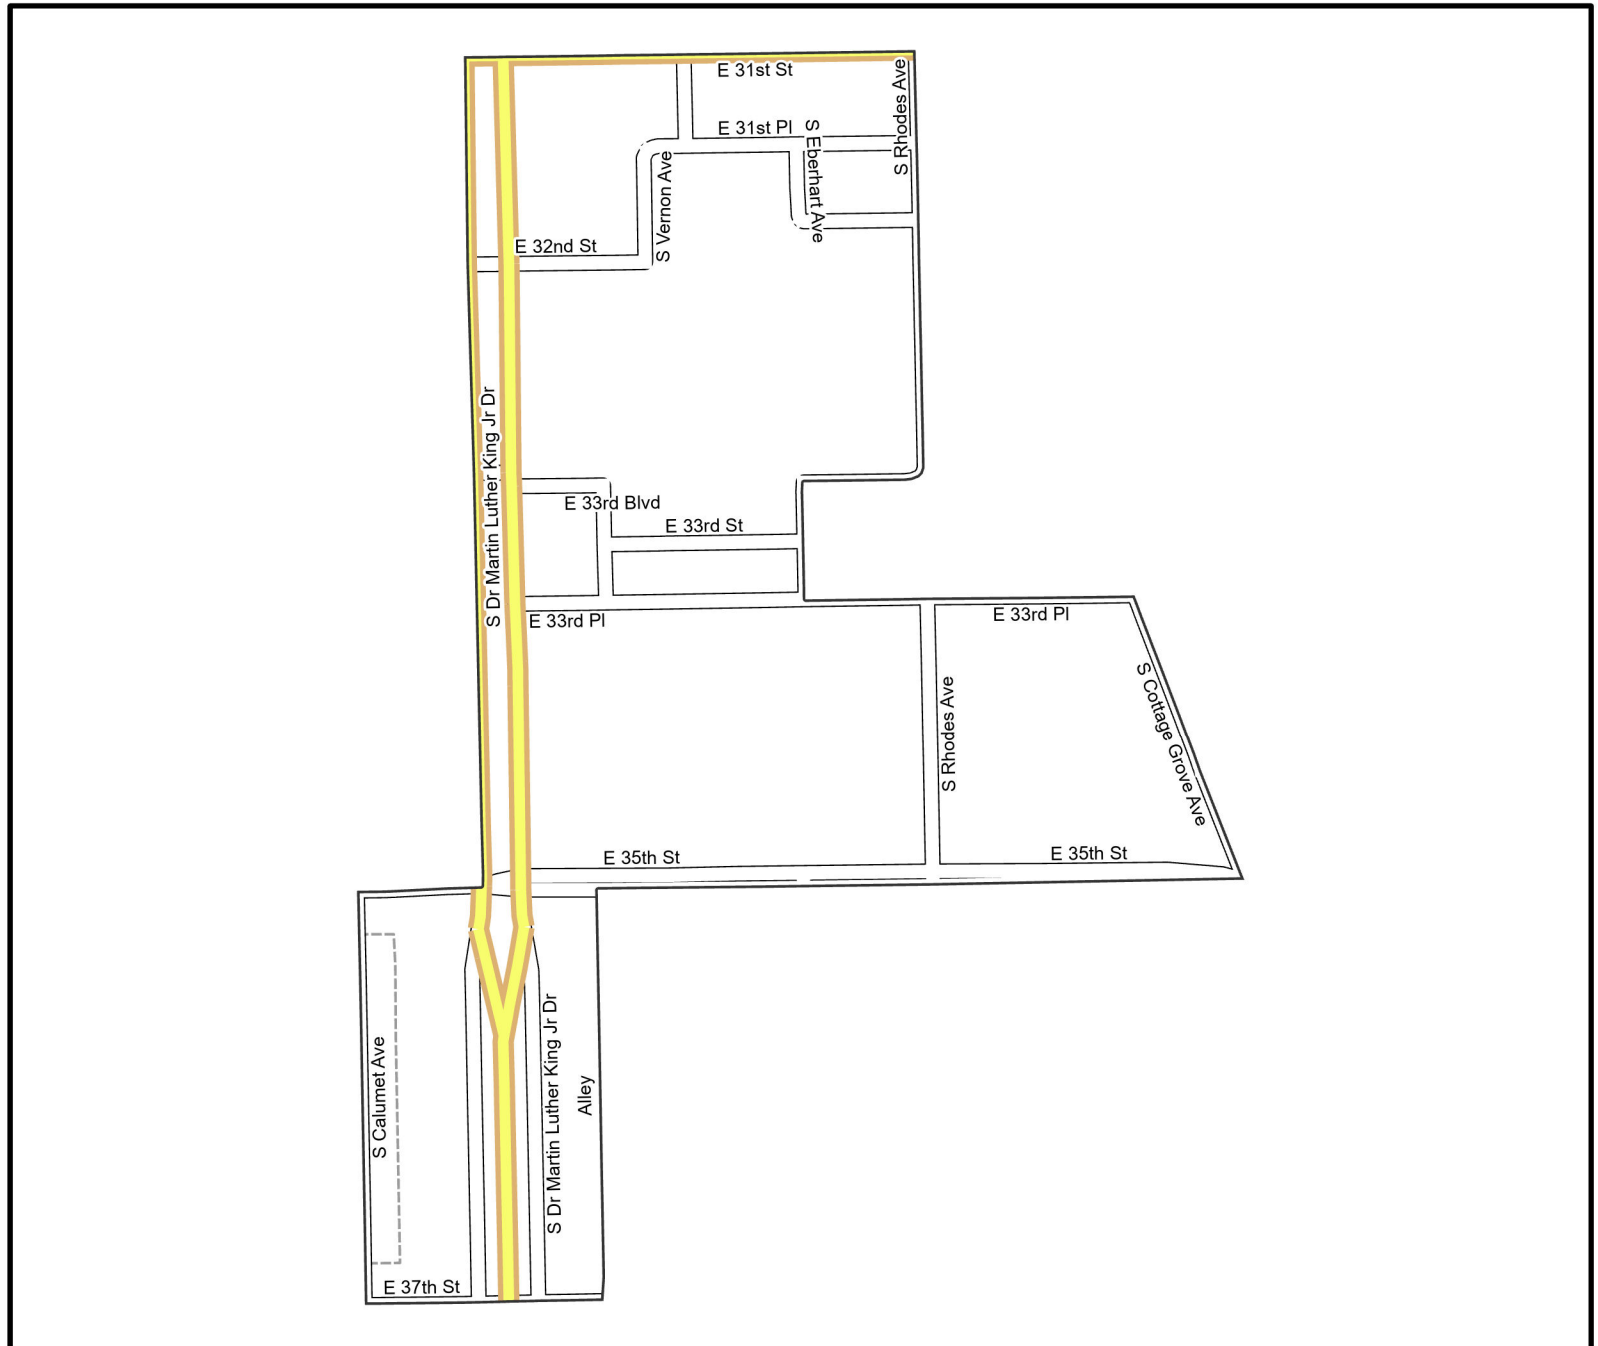 E 31st St
S Rhodes Ave
E 31st Pl
S Eberhart Ave
S Vernon Ave
E 32nd St
S Dr Martin Luther King Jr Dr
E 33rd Blvd
E 33rd St
E 33rd Pl
E 33rd Pl
S Rhodes Ave
S Cottage Grove Ave
E 35th St
E 35th St
S Calumet Ave
S Dr Martin Luther King Jr Dr
Alley
E 37th St